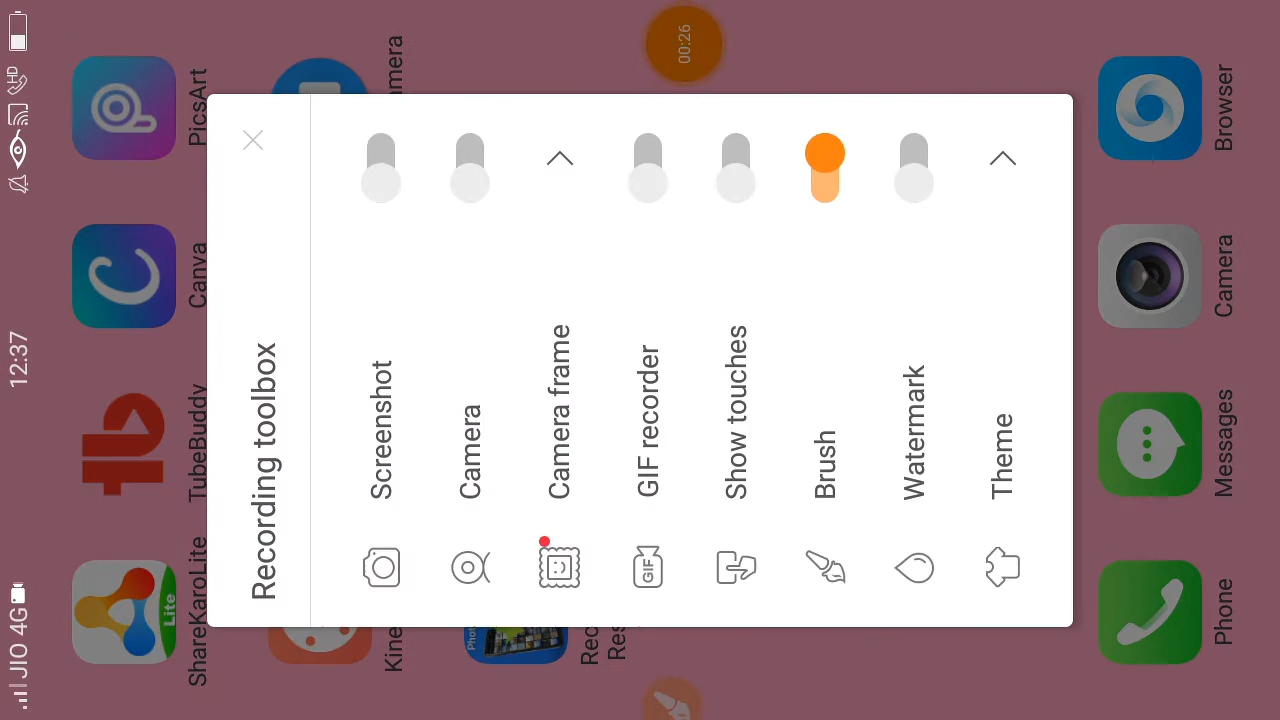 JIO 4G
12:37
HD
00:26
ShareKaroLite
TubeBuddy
Canva
PicsArt
Lite
Recording toolbox
Screenshot
Camera
Camera frame
GIF recorder
GIF
Show touches
Brush
Watermark
Theme
Phone
Messages
Camera
Browser